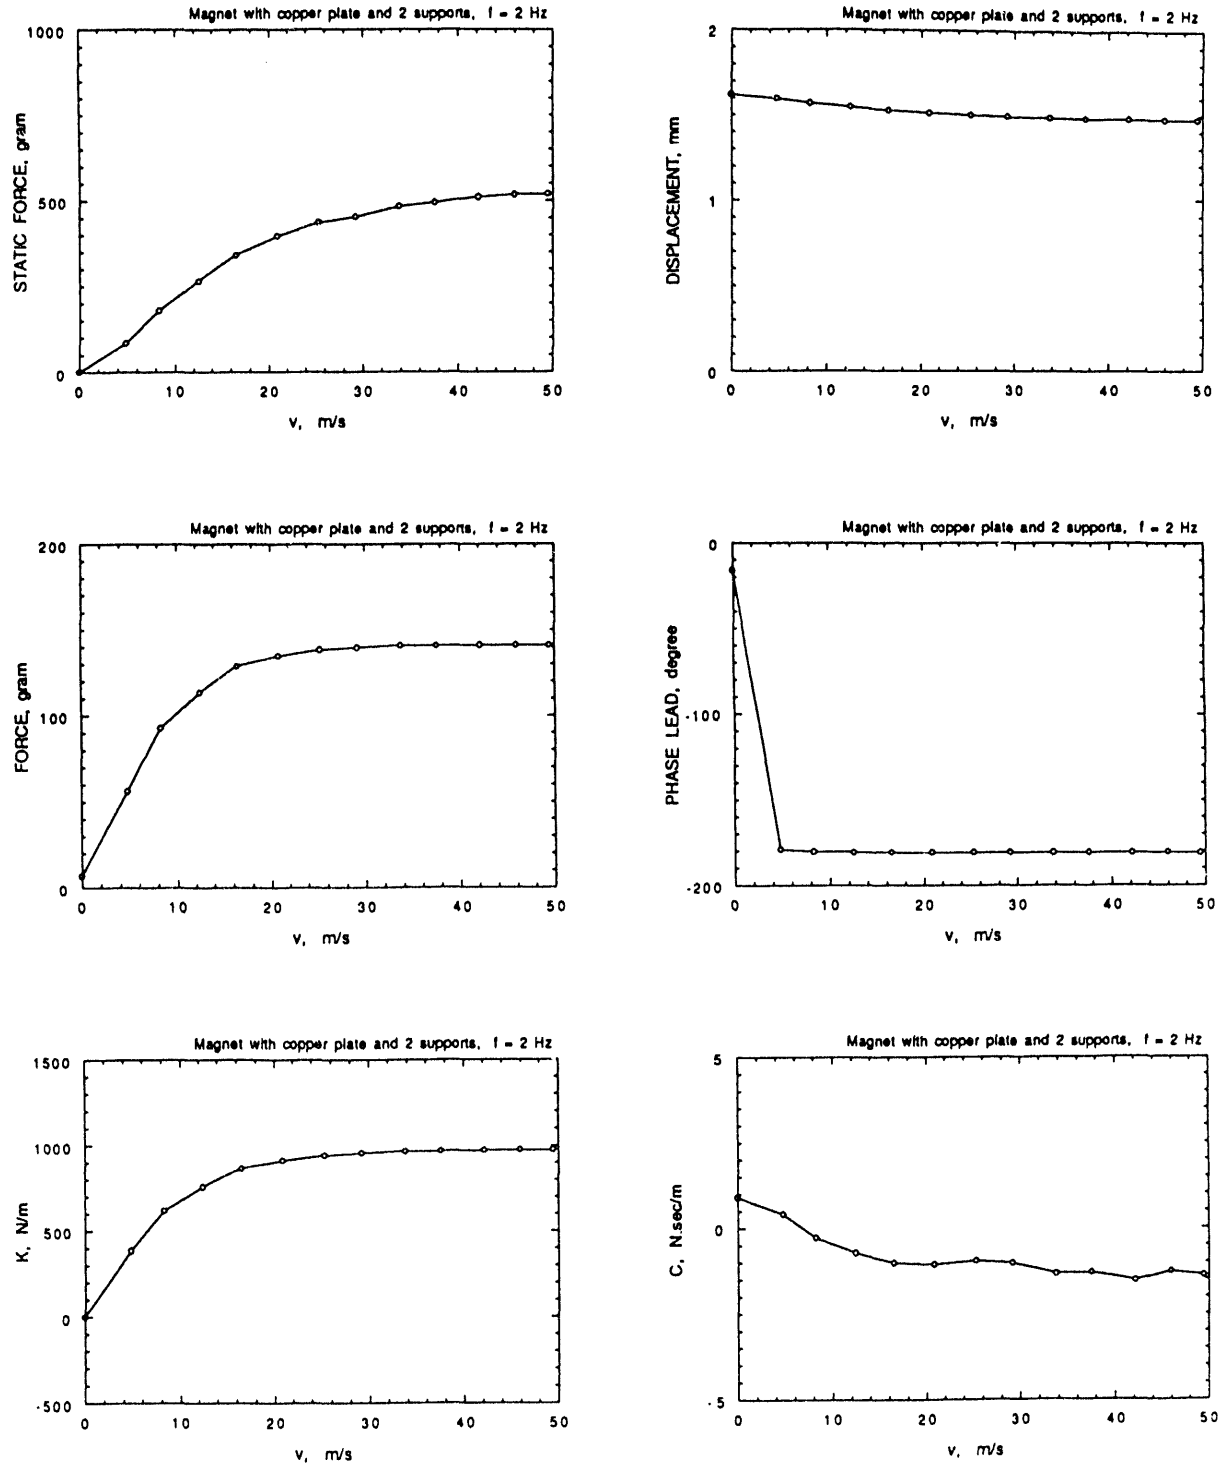 Magnet with copper plate and 2 supports, f = 2 Hz
1000
500
0
STATIC FORCE, gram
0 10 20 30 40 50
v, m/s
Magnet with copper plate and 2 supports, f = 2 Hz
2
1
0
DISPLACEMENT, mm
0 10 20 30 40 50
v, m/s
Magnet with copper plate and 2 supports, f = 2 Hz
200
100
0
FORCE, gram
0 10 20 30 40 50
v, m/s
Magnet with copper plate and 2 supports, f = 2 Hz
0
-100
-200
PHASE LEAD, degree
0 10 20 30 40 50
v, m/s
Magnet with copper plate and 2 supports, f = 2 Hz
1500
1000
500
0
-500
K, N/m
0 10 20 30 40 50
v, m/s
Magnet with copper plate and 2 supports, f = 2 Hz
5
0
-5
C, N.sec/m
0 10 20 30 40 50
v, m/s